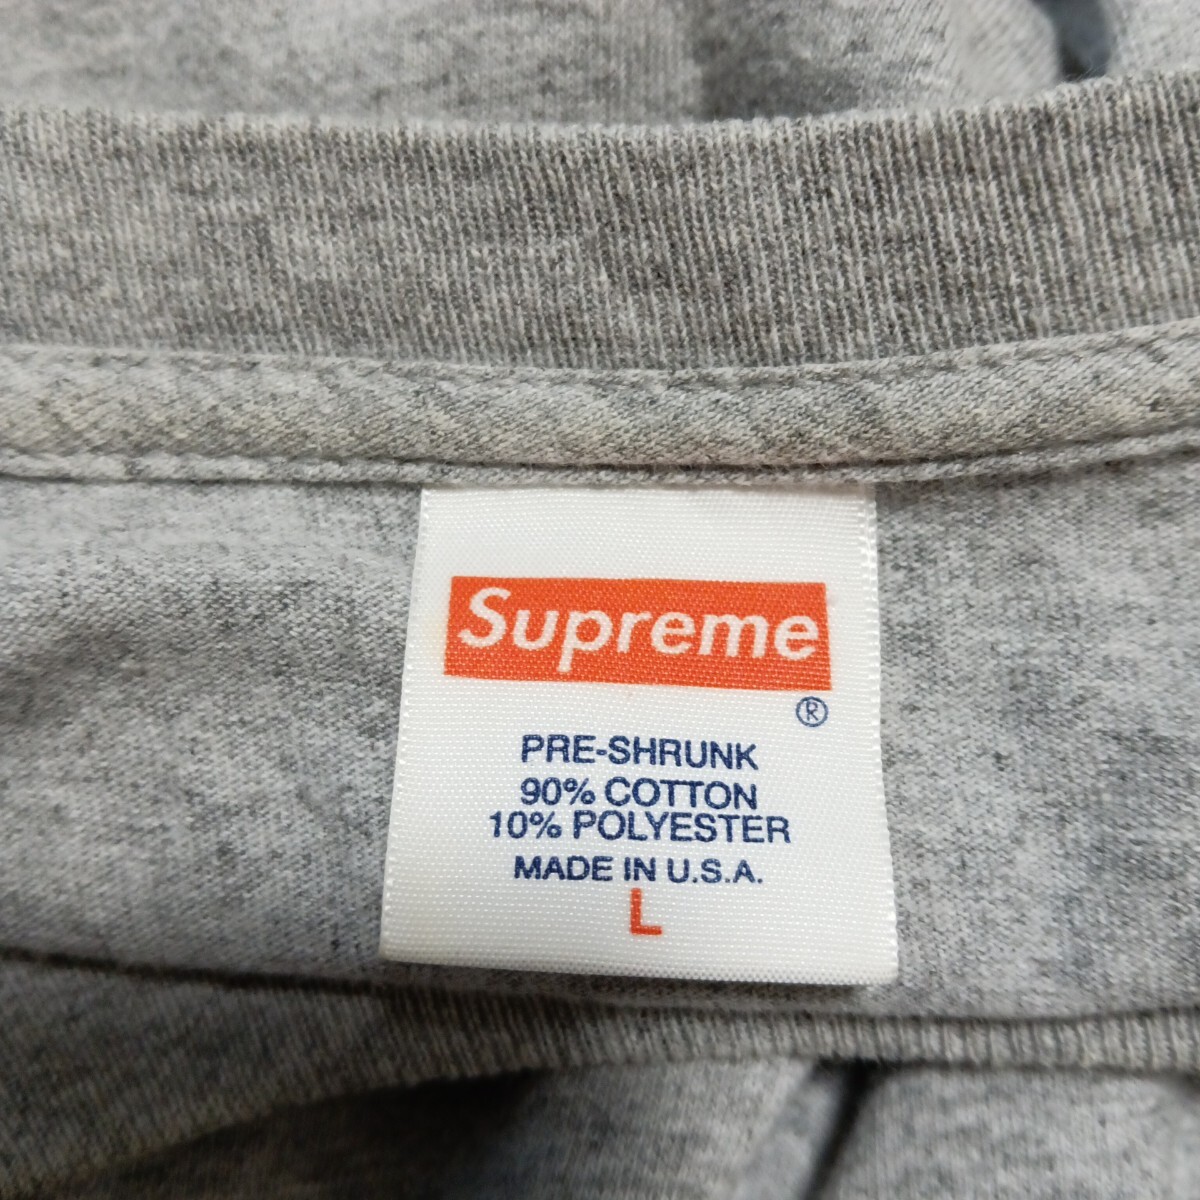 Supreme
®
PRE-SHRUNK
90% COTTON
10% POLYESTER
MADE IN U.S.A.
L